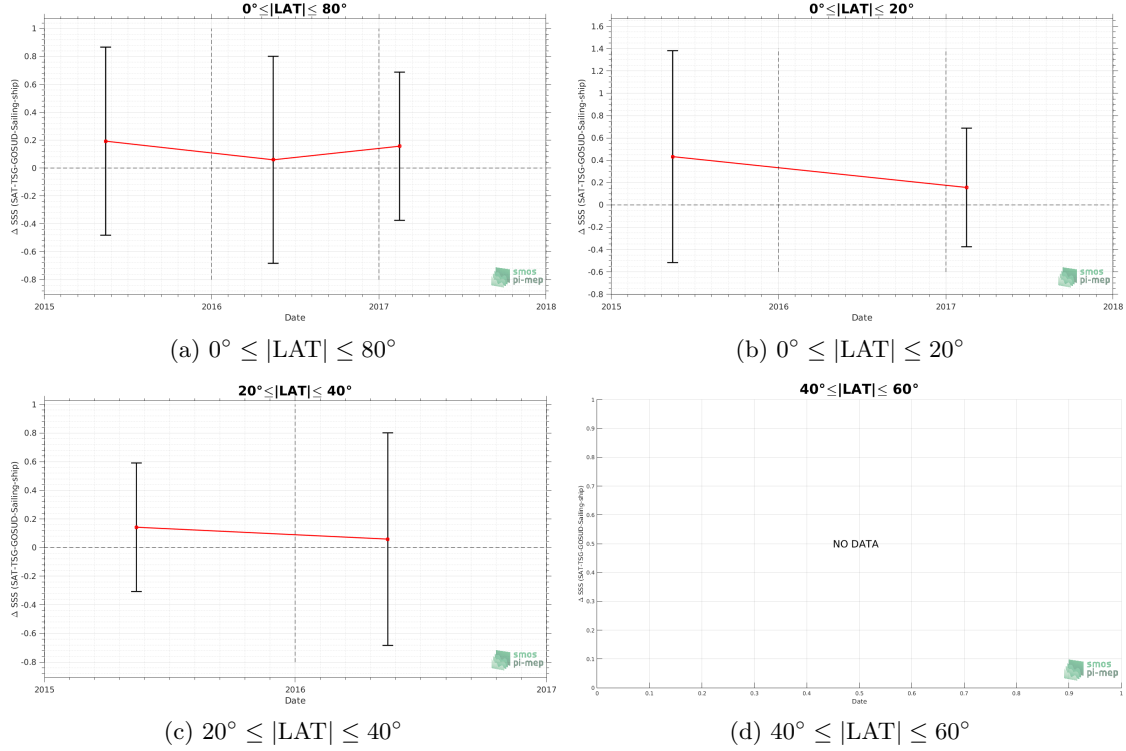 0°≤|LAT|≤ 80°
Δ SSS (SAT-TSG-GOSUD-Sailing-ship)
1
0.8
0.6
0.4
0.2
0
-0.2
-0.4
-0.6
-0.8
2015
2016
2017
2018
Date
smos
pi-mep
(a) 0° ≤ |LAT| ≤ 80°
0°≤|LAT|≤ 20°
Δ SSS (SAT-TSG-GOSUD-Sailing-ship)
1.6
1.4
1.2
1
0.8
0.6
0.4
0.2
0
-0.2
-0.4
-0.6
-0.8
2015
2016
2017
2018
Date
smos
pi-mep
(b) 0° ≤ |LAT| ≤ 20°
20°≤|LAT|≤ 40°
Δ SSS (SAT-TSG-GOSUD-Sailing-ship)
1
0.8
0.6
0.4
0.2
0
-0.2
-0.4
-0.6
-0.8
2015
2016
2017
Date
smos
pi-mep
(c) 20° ≤ |LAT| ≤ 40°
40°≤|LAT|≤ 60°
Δ SSS (SAT-TSG-GOSUD-Sailing-ship)
1
0.9
0.8
0.7
0.6
0.5
0.4
0.3
0.2
0.1
0
NO DATA
0
0.1
0.2
0.3
0.4
0.5
0.6
0.7
0.8
0.9
1
Date
smos
pi-mep
(d) 40° ≤ |LAT| ≤ 60°